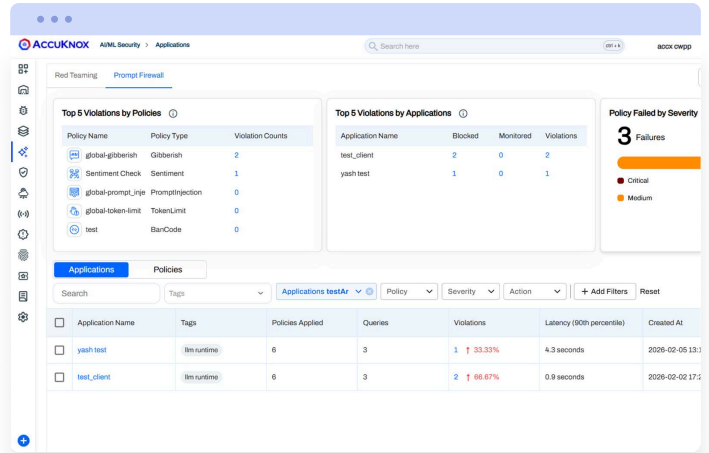 ACCUKNOX AI/ML Security > Applications Search here ctrl + k accx cwpp
Red Teaming Prompt Firewall
Top 5 Violations by Policies
Policy Name Policy Type Violation Counts
global-gibberish Gibberish 2
Sentiment Check Sentiment 1
global-prompt_inje PromptInjection 0
global-token-limit TokenLimit 0
test BanCode 0
Top 5 Violations by Applications
Application Name Blocked Monitored Violations
test_client 2 0 2
yash test 1 0 1
Policy Failed by Severity
3 Failures
Critical
Medium
Applications Policies
Search Tags Applications testAr Policy Severity Action + Add Filters Reset
Application Name Tags Policies Applied Queries Violations Latency (90th percentile) Created At
yash test llm runtime 6 3 1 ↑ 33.33% 4.3 seconds 2026-02-05 13:1
test_client llm runtime 6 3 2 ↑ 66.67% 0.9 seconds 2026-02-02 17:2